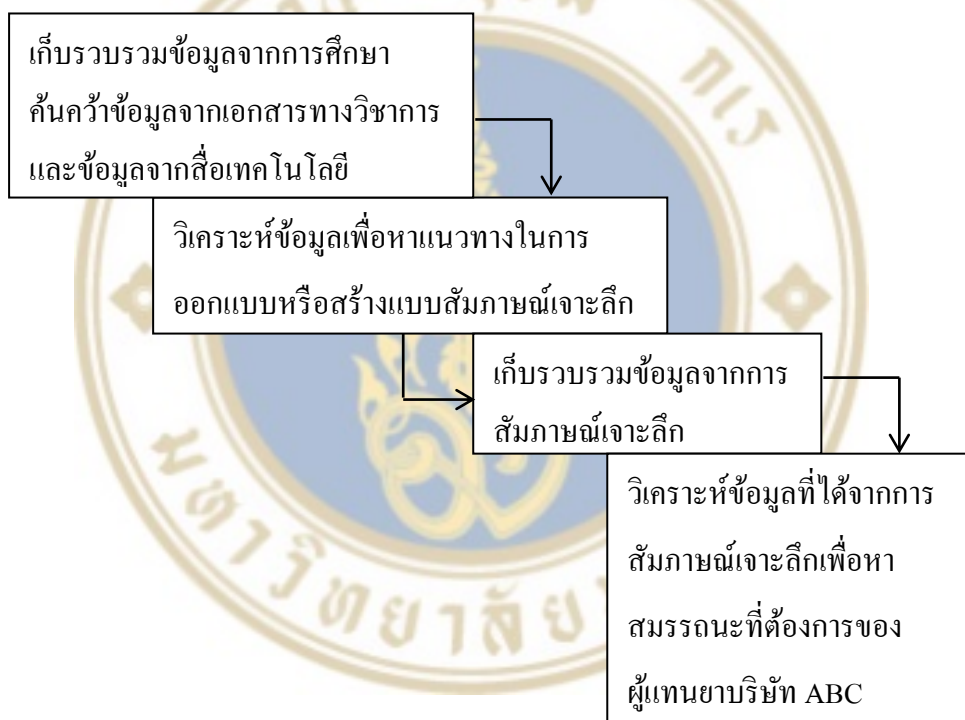 เก็บรวบรวมข้อมูลจากการศึกษา
ค้นคว้าข้อมูลจากเอกสารทางวิชาการ
และข้อมูลจากสื่อเทคโนโลยี
วิเคราะห์ข้อมูลเพื่อหาแนวทางในการ
ออกแบบหรือสร้างแบบสัมภาษณ์เจาะลึก
เก็บรวบรวมข้อมูลจากการ
สัมภาษณ์เจาะลึก
วิเคราะห์ข้อมูลที่ได้จากการ
สัมภาษณ์เจาะลึกเพื่อหา
สมรรถนะที่ต้องการของ
ผู้แทนยาบริษัท ABC